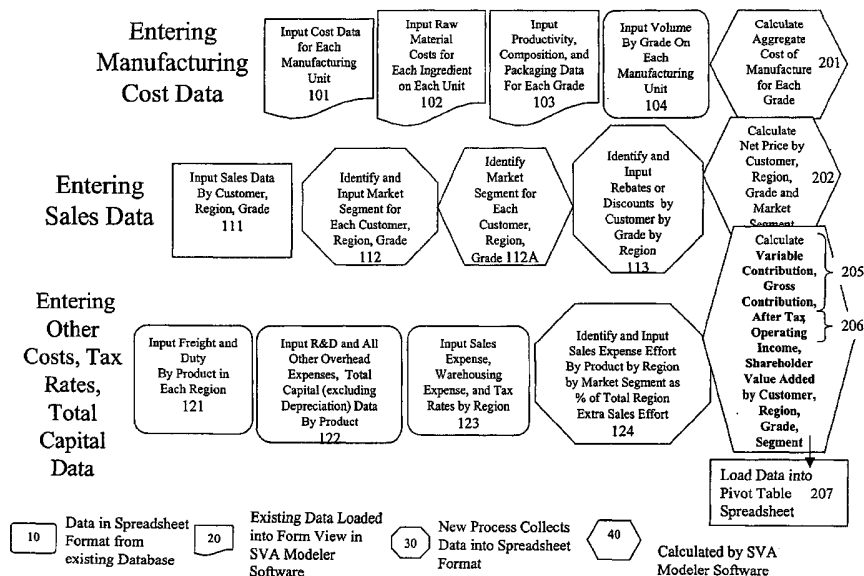 Entering
Manufacturing
Cost Data
Input Cost Data
for Each
Manufacturing
Unit
101
Input Raw
Material
Costs for
Each Ingredient
on Each Unit
102
Input
Productivity,
Composition, and
Packaging Data
For Each Grade
103
Input Volume
By Grade On
Each
Manufacturing
Unit
104
Calculate
Aggregate
Cost of
Manufacture
for Each
Grade
201
Entering
Sales Data
Input Sales Data
By Customer,
Region, Grade
111
Identify and
Input Market
Segment for
Each Customer,
Region, Grade
112
Identify
Market
Segment for
Each
Customer,
Region,
Grade 112A
Identify and
Input
Rebates or
Discounts by
Customer by
Grade by
Region
113
Calculate
Net Price by
Customer,
Region,
Grade and
Market
Segment
202
Entering
Other
Costs, Tax
Rates,
Total
Capital
Data
Input Freight and
Duty
By Product in
Each Region
121
Input R&D and All
Other Overhead
Expenses, Total
Capital (excluding
Depreciation) Data
By Product
122
Input Sales
Expense,
Warehousing
Expense, and Tax
Rates by Region
123
Identify and Input
Sales Expense Effort
By Product by Region
by Market Segment as
% of Total Region
Extra Sales Effort
124
Calculate
Variable
Contribution,
Gross
Contribution,
After Tax
Operating
Income,
Shareholder
Value Added
by Customer,
Region,
Grade,
Segment
205
206
Load Data into
Pivot Table 207
Spreadsheet
10
Data in Spreadsheet
Format from
existing Database
20
Existing Data Loaded
into Form View in
SVA Modeler
Software
30
New Process Collects
Data into Spreadsheet
Format
40
Calculated by SVA
Modeler Software